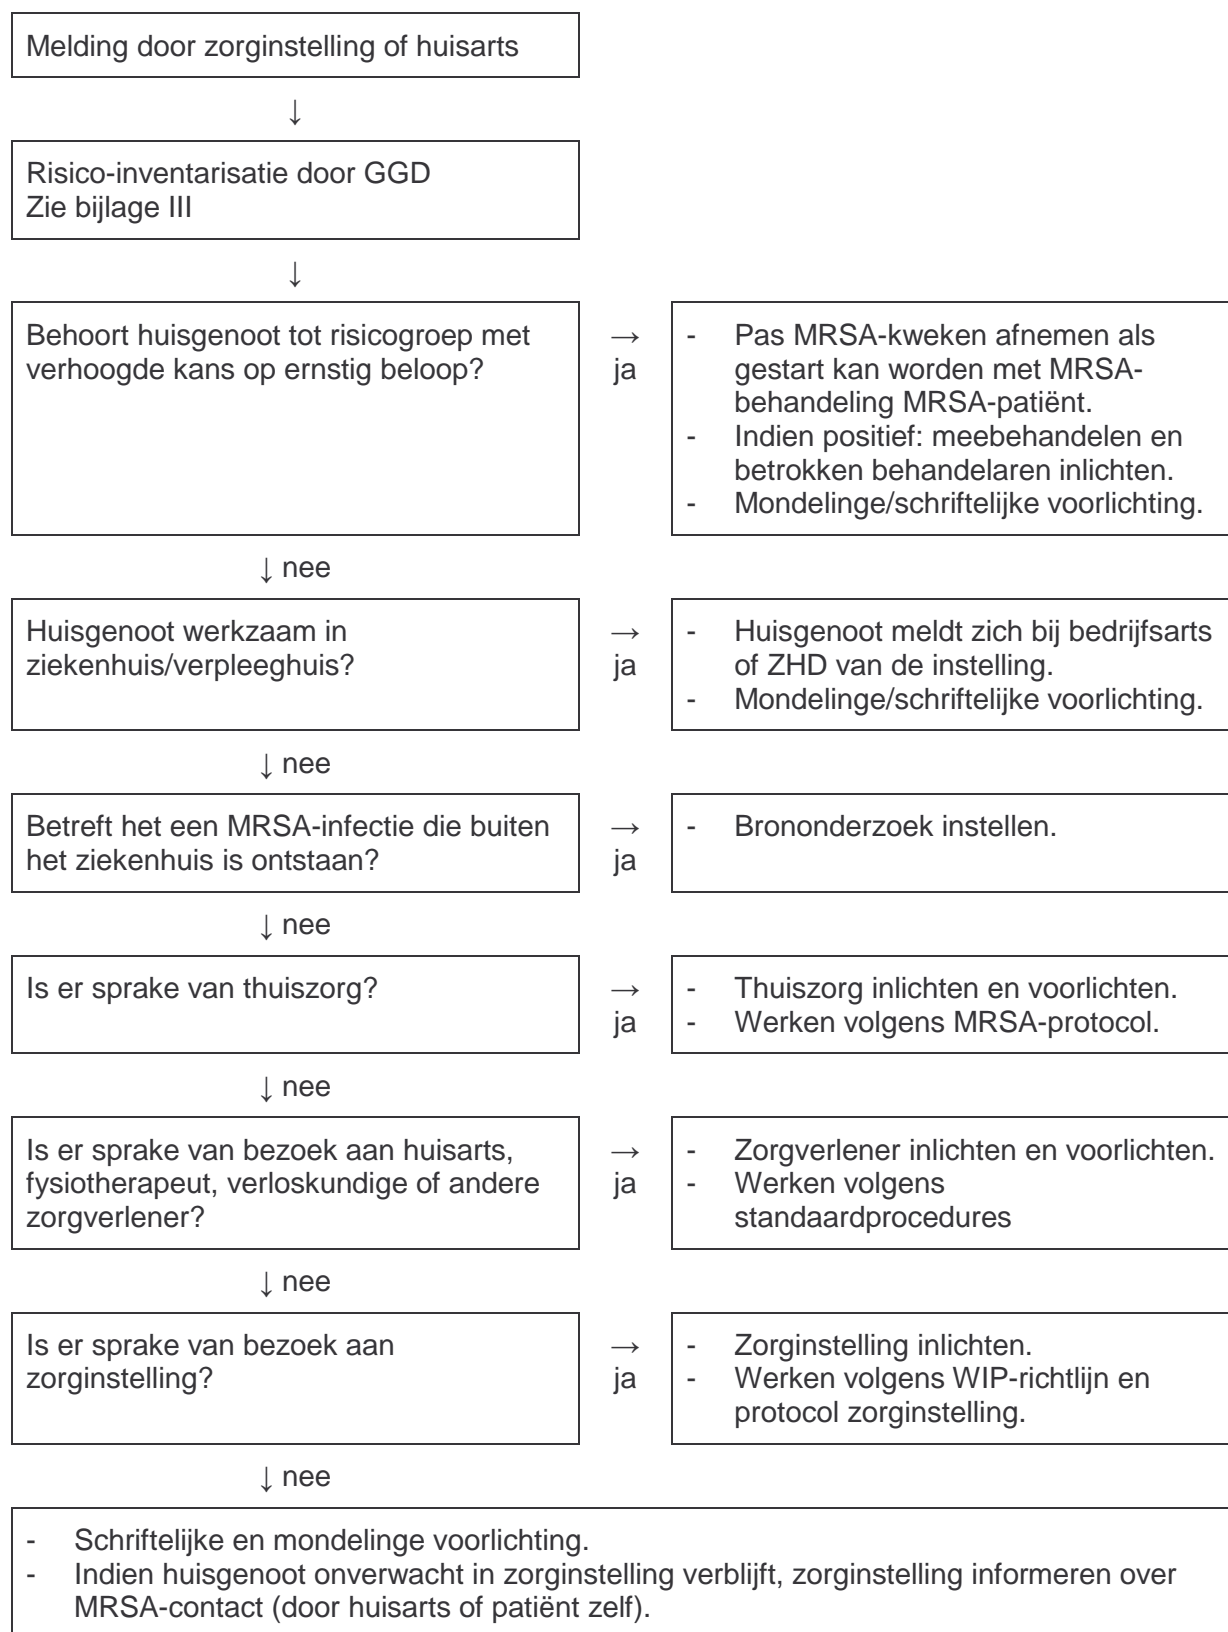 Melding door zorginstelling of huisarts
↓
Risico-inventarisatie door GGD
Zie bijlage III
↓
Behoort huisgenoot tot risicogroep met
verhoogde kans op ernstig beloop?
→
ja
- Pas MRSA-kweken afnemen als
gestart kan worden met MRSA-
behandeling MRSA-patiënt.
- Indien positief: meebehandelen en
betrokken behandelaren inlichten.
- Mondelinge/schriftelijke voorlichting.
↓ nee
Huisgenoot werkzaam in
ziekenhuis/verpleeghuis?
→
ja
- Huisgenoot meldt zich bij bedrijfsarts
of ZHD van de instelling.
- Mondelinge/schriftelijke voorlichting.
↓ nee
Betreft het een MRSA-infectie die buiten
het ziekenhuis is ontstaan?
→
ja
- Brononderzoek instellen.
↓ nee
Is er sprake van thuiszorg?
→
ja
- Thuiszorg inlichten en voorlichten.
- Werken volgens MRSA-protocol.
↓ nee
Is er sprake van bezoek aan huisarts,
fysiotherapeut, verloskundige of andere
zorgverlener?
→
ja
- Zorgverlener inlichten en voorlichten.
- Werken volgens
standaardprocedures
↓ nee
Is er sprake van bezoek aan
zorginstelling?
→
ja
- Zorginstelling inlichten.
- Werken volgens WIP-richtlijn en
protocol zorginstelling.
↓ nee
- Schriftelijke en mondelinge voorlichting.
- Indien huisgenoot onverwacht in zorginstelling verblijft, zorginstelling informeren over
MRSA-contact (door huisarts of patiënt zelf).